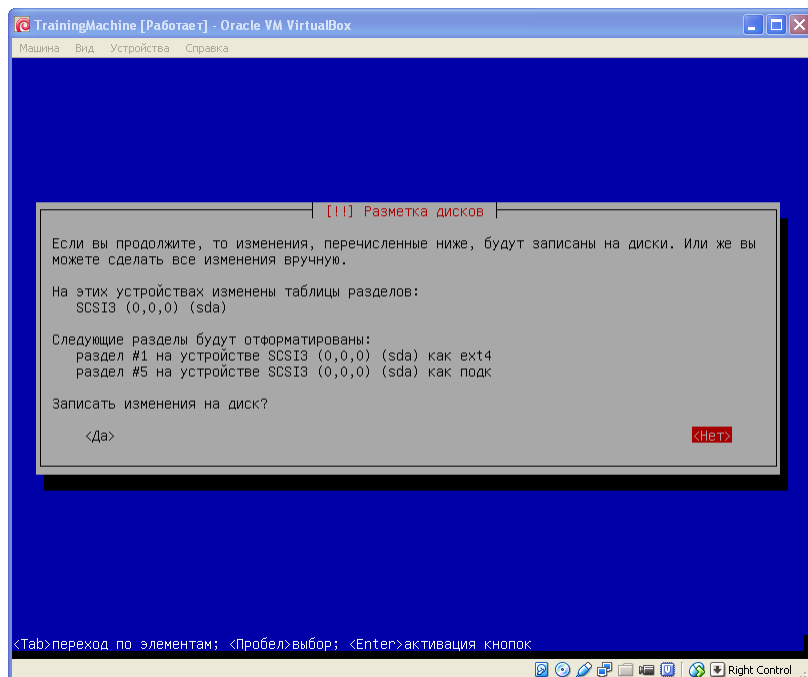 TrainingMachine [Работает] - Oracle VM VirtualBox
Машина Вид Устройства Справка
[!!] Разметка дисков
Если вы продолжите, то изменения, перечисленные ниже, будут записаны на диски. Или же вы
можете сделать все изменения вручную.
На этих устройствах изменены таблицы разделов:
SCSI3 (0,0,0) (sda)
Следующие разделы будут отформатированы:
раздел #1 на устройстве SCSI3 (0,0,0) (sda) как ext4
раздел #5 на устройстве SCSI3 (0,0,0) (sda) как подк
Записать изменения на диск?
<Да> <Нет>
<Tab>переход по элементам; <Пробел>выбор; <Enter>активация кнопок
Right Control